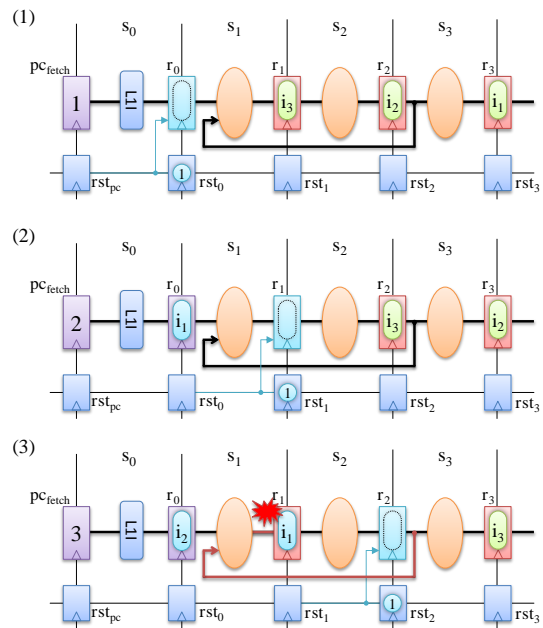 (1)
s0 s1 s2 s3
pcfetch r0 r1 r2 r3
1 L1I i3 i2 i1
1
rstpc rst0 rst1 rst2 rst3
(2)
s0 s1 s2 s3
pcfetch r0 r1 r2 r3
2 L1I i1 i3 i2
1
rstpc rst0 rst1 rst2 rst3
(3)
s0 s1 s2 s3
pcfetch r0 r1 r2 r3
3 L1I i2 i1 i3
1
rstpc rst0 rst1 rst2 rst3